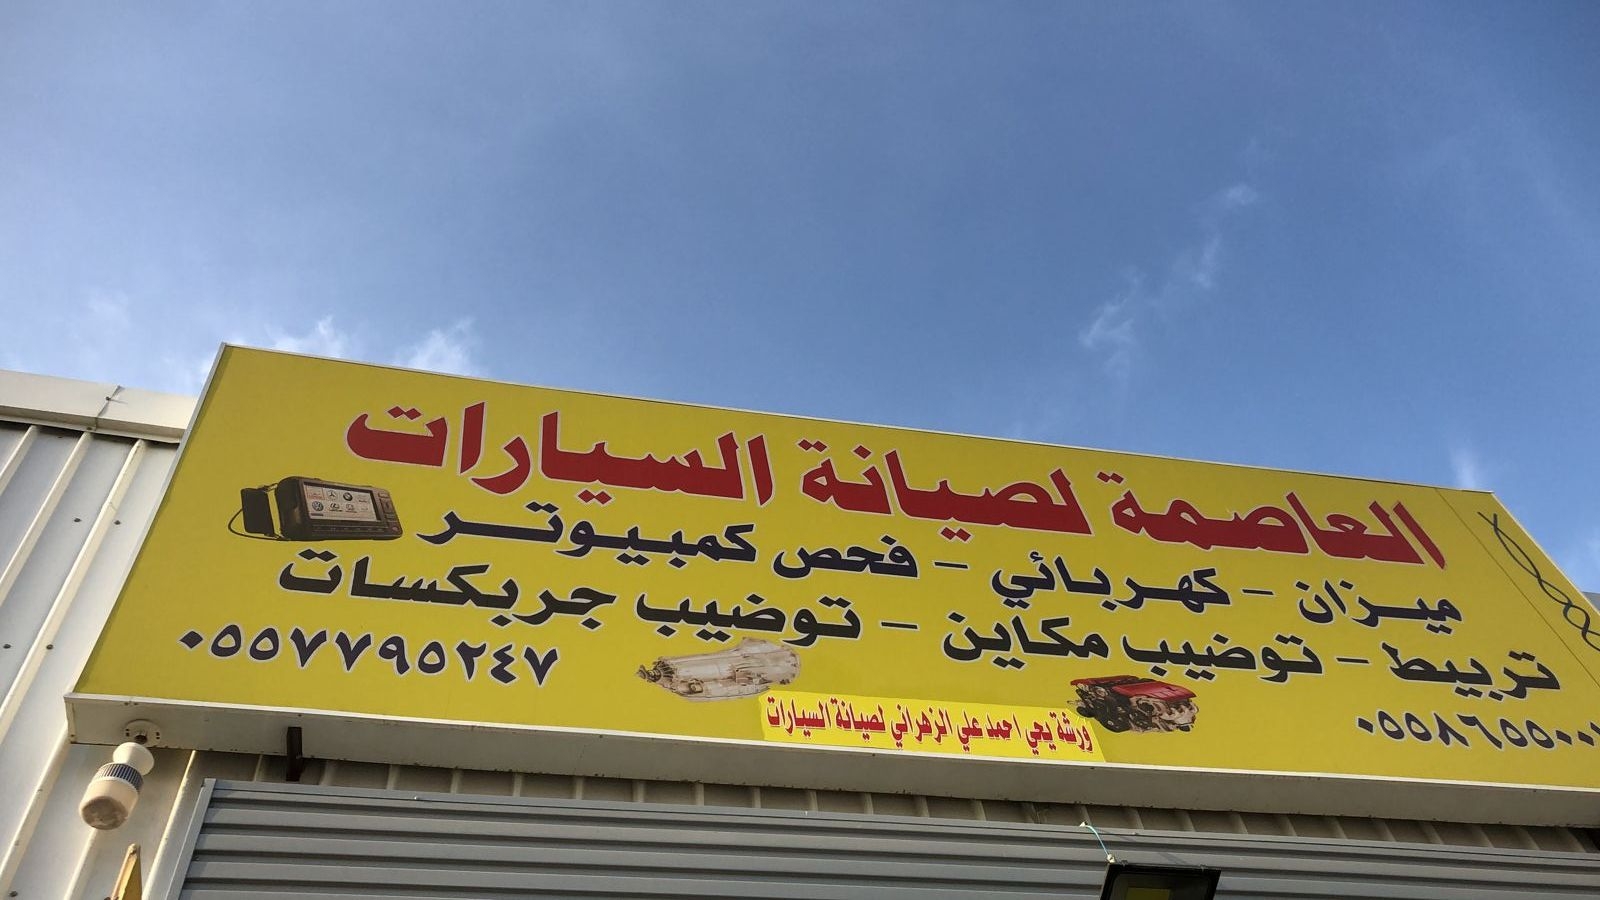 العاصمة لصيانة السيارات
ميزان - كهربائي - فحص كمبيوتر
تربيط - توضيب مكاين - توضيب جربكسات
٠٥٥٧٧٩٥٢٤٧
٠٥٥٨٦٥٥٠٠
ورشة يحي احمد علي الزهراني لصيانة السيارات